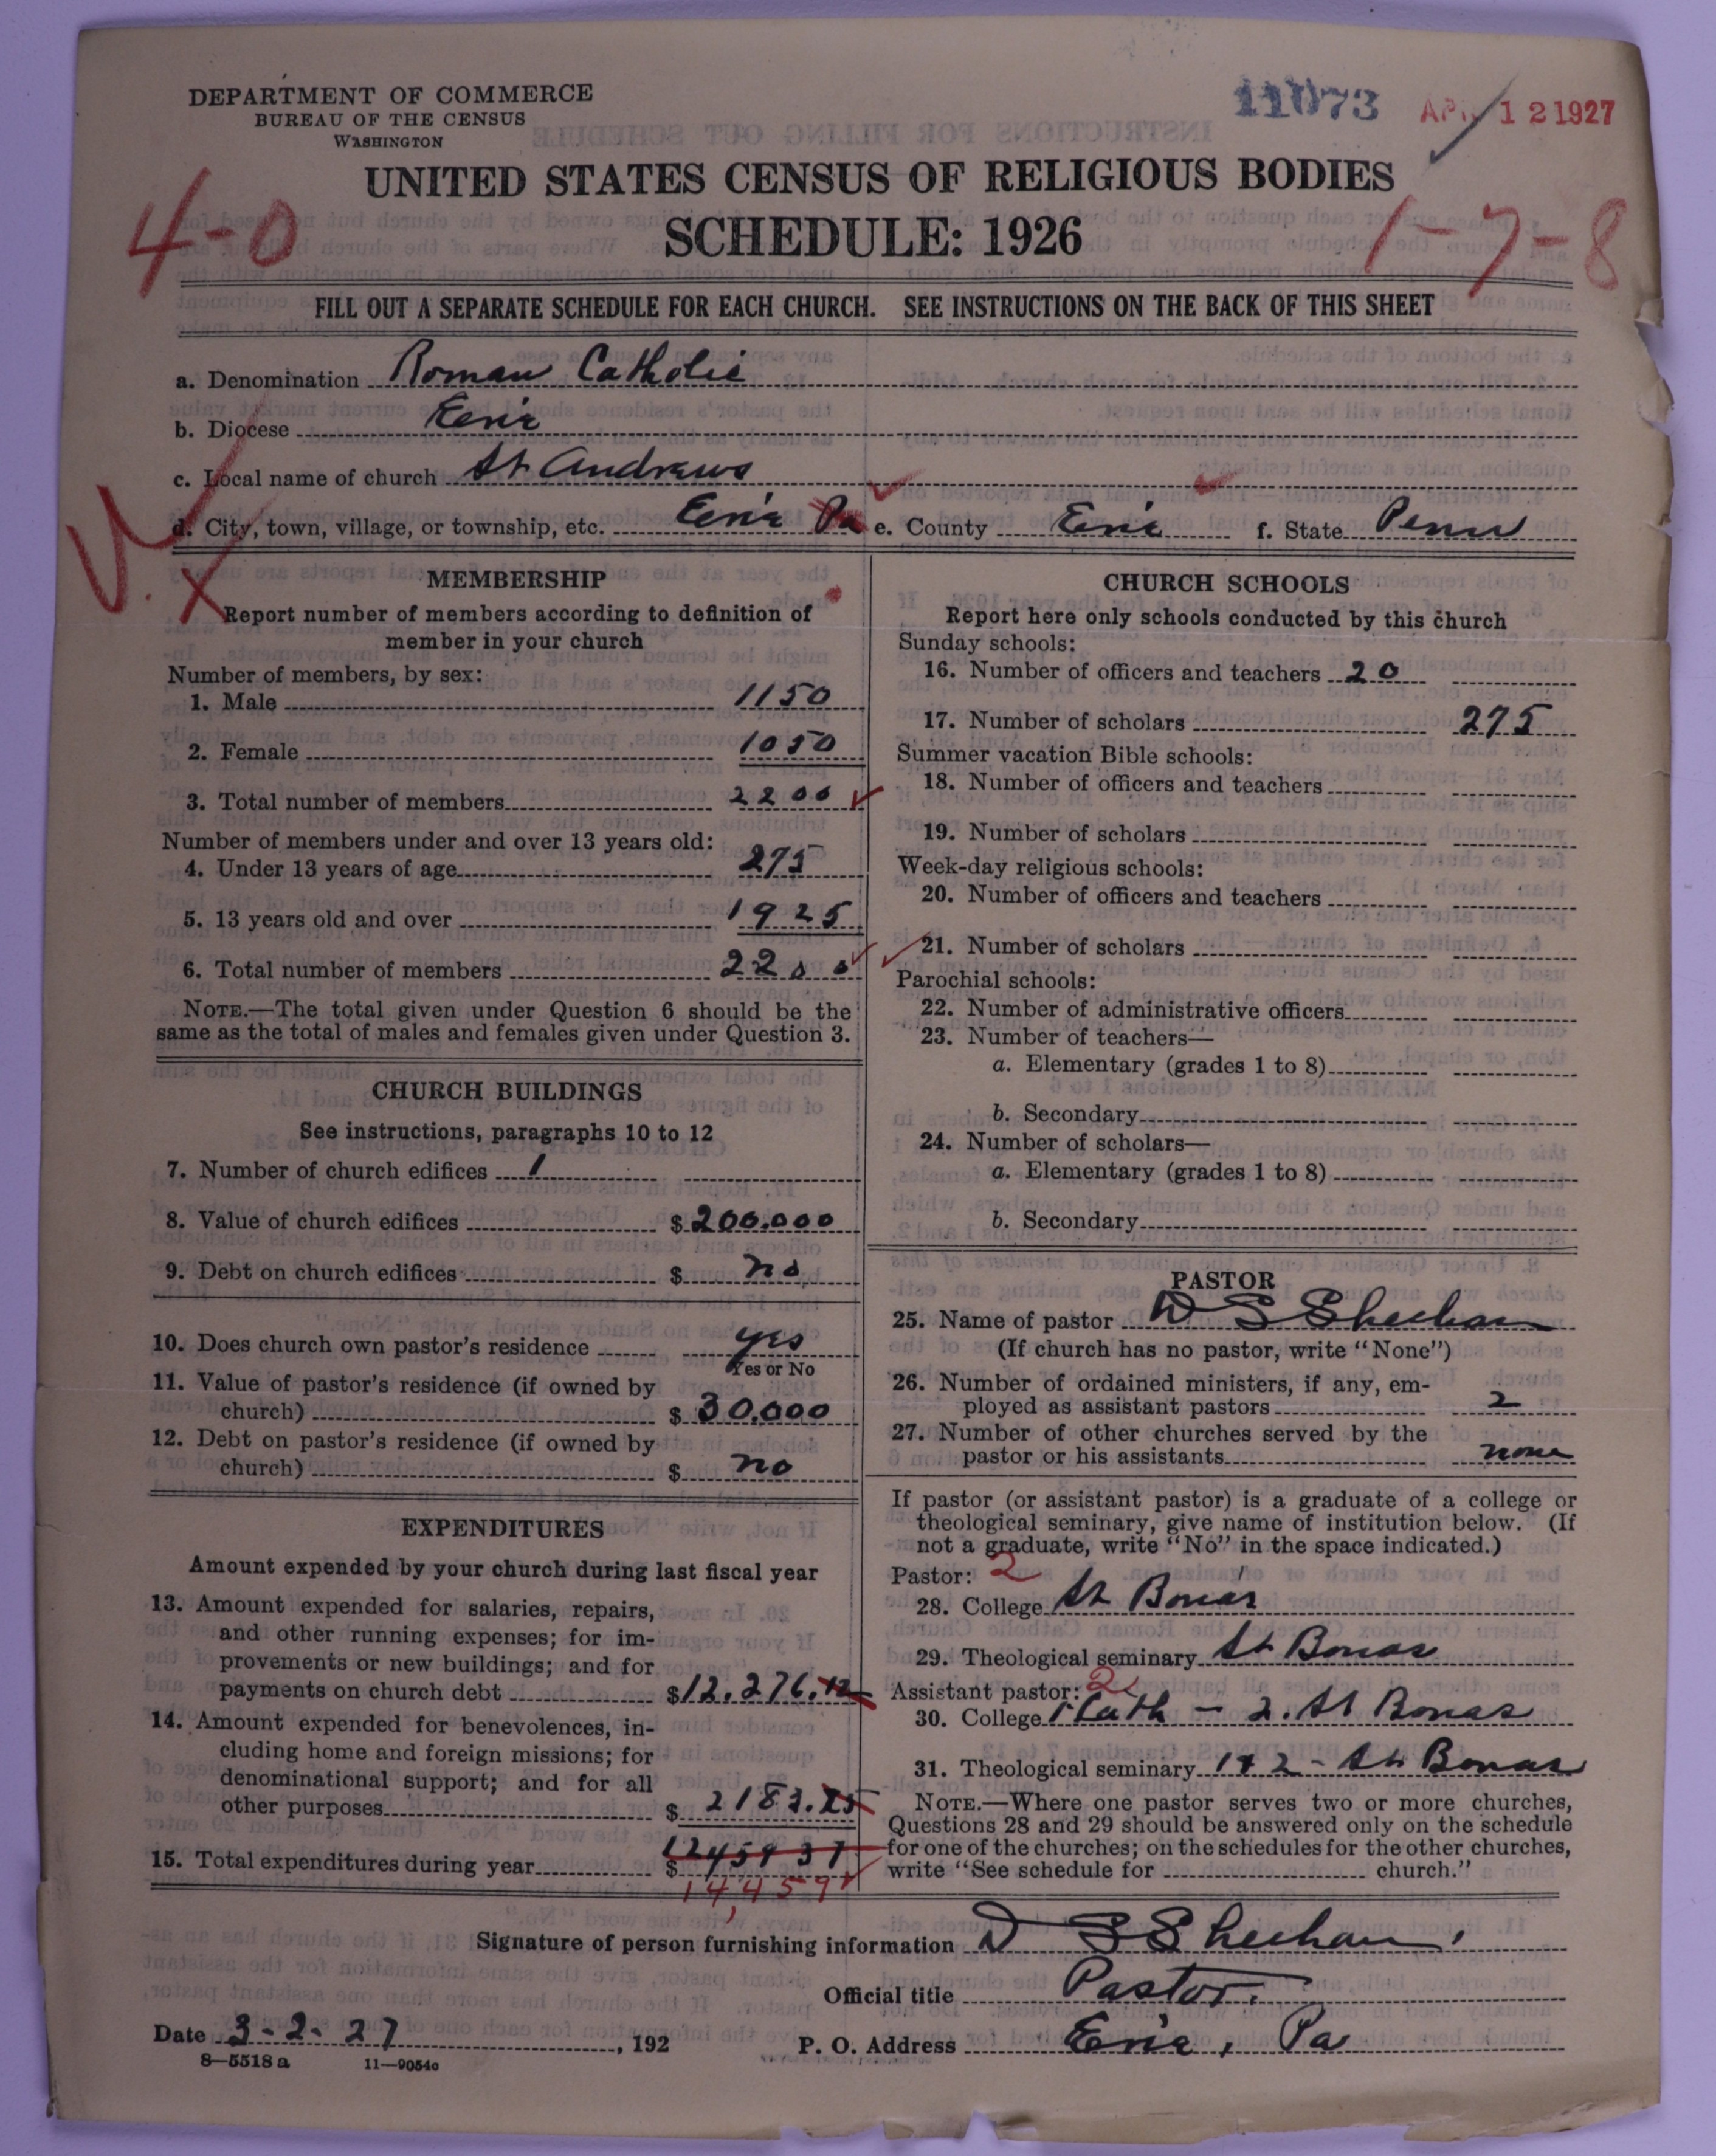 DEPARTMENT OF COMMERCE
BUREAU OF THE CENSUS
WASHINGTON
11073 APR 12 1927
UNITED STATES CENSUS OF RELIGIOUS BODIES
4-0 SCHEDULE: 1926 1-7-8
FILL OUT A SEPARATE SCHEDULE FOR EACH CHURCH. SEE INSTRUCTIONS ON THE BACK OF THIS SHEET
a. Denomination Roman Catholic
b. Diocese Erie
c. Local name of church St Andrews
d. City, town, village, or township, etc. Erie Pa e. County Erie f. State Penn
MEMBERSHIP
Report number of members according to definition of
member in your church
Number of members, by sex:
1. Male 1150
2. Female 1050
3. Total number of members 2200
Number of members under and over 13 years old:
4. Under 13 years of age 275
5. 13 years old and over 1925
6. Total number of members 2200
NOTE.—The total given under Question 6 should be the
same as the total of males and females given under Question 3.
CHURCH BUILDINGS
See instructions, paragraphs 10 to 12
7. Number of church edifices 1
8. Value of church edifices $200,000
9. Debt on church edifices $ no
10. Does church own pastor's residence yes
Yes or No
11. Value of pastor's residence (if owned by
church) $ 30,000
12. Debt on pastor's residence (if owned by
church) $ no
EXPENDITURES
Amount expended by your church during last fiscal year
13. Amount expended for salaries, repairs,
and other running expenses; for im-
provements or new buildings; and for
payments on church debt $12,276.12
14. Amount expended for benevolences, in-
cluding home and foreign missions; for
denominational support; and for all
other purposes $ 2183.25
15. Total expenditures during year $ 12459 37
14,459
CHURCH SCHOOLS
Report here only schools conducted by this church
Sunday schools:
16. Number of officers and teachers 20
17. Number of scholars 275
Summer vacation Bible schools:
18. Number of officers and teachers
19. Number of scholars
Week-day religious schools:
20. Number of officers and teachers
21. Number of scholars
Parochial schools:
22. Number of administrative officers
23. Number of teachers—
a. Elementary (grades 1 to 8)
b. Secondary
24. Number of scholars—
a. Elementary (grades 1 to 8)
b. Secondary
PASTOR
25. Name of pastor D S Sheehan
(If church has no pastor, write "None")
26. Number of ordained ministers, if any, em-
ployed as assistant pastors 2
27. Number of other churches served by the
pastor or his assistants none
If pastor (or assistant pastor) is a graduate of a college or
theological seminary, give name of institution below. (If
not a graduate, write "No" in the space indicated.)
Pastor: 2
28. College St Bonas
29. Theological seminary St Bonas
Assistant pastor: 2
30. College 1 Cath - 2. St Bonas
31. Theological seminary 1 & 2 - St Bonas
NOTE.—Where one pastor serves two or more churches,
Questions 28 and 29 should be answered only on the schedule
for one of the churches; on the schedules for the other churches,
write "See schedule for church."
Signature of person furnishing information D S Sheehan
Official title Pastor.
Date 3-2-27, 192 P. O. Address Erie, Pa
8—5518 a 11—9054c